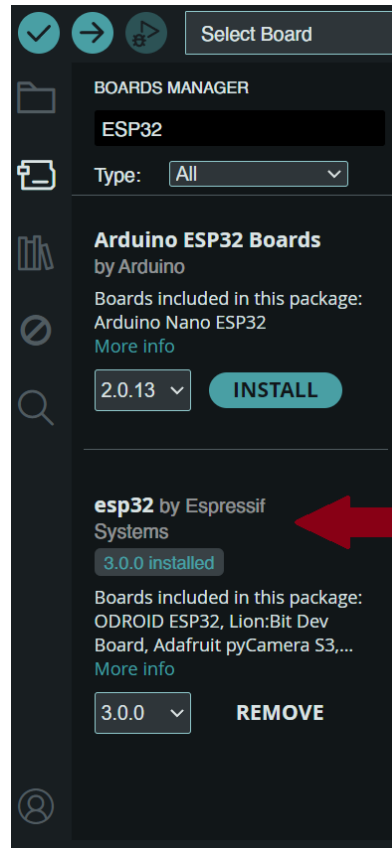 Select Board
BOARDS MANAGER
ESP32
Type: All
Arduino ESP32 Boards
by Arduino
Boards included in this package:
Arduino Nano ESP32
More info
2.0.13 INSTALL
esp32 by Espressif
Systems
3.0.0 installed
Boards included in this package:
ODROID ESP32, Lion:Bit Dev
Board, Adafruit pyCamera S3,...
More info
3.0.0 REMOVE